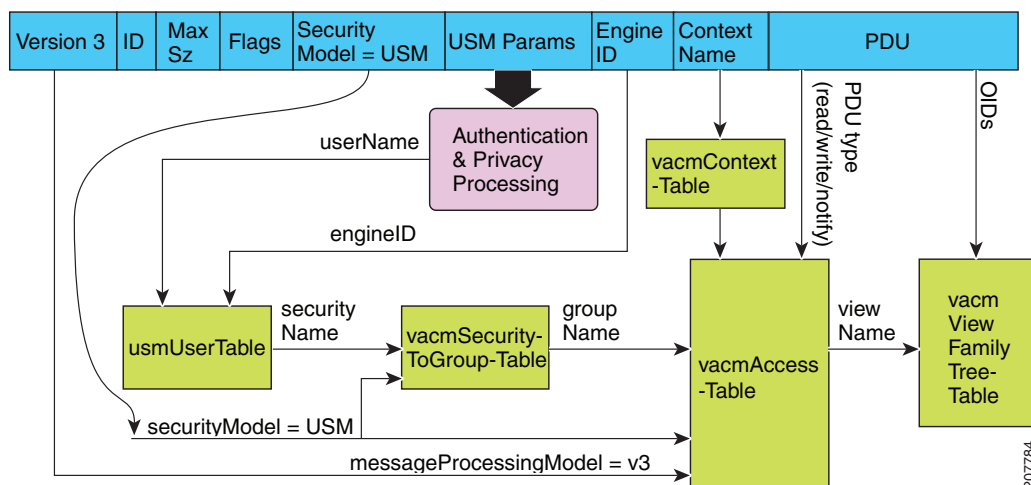 Version 3
ID
Max
Sz
Flags
Security
Model = USM
USM Params
Engine
ID
Context
Name
PDU
userName
Authentication
& Privacy
Processing
vacmContext
-Table
PDU type
(read/write/notify)
OIDs
engineID
usmUserTable
security
Name
vacmSecurity-
ToGroup-Table
group
Name
vacmAccess
-Table
view
Name
vacm
View
Family
Tree-
Table
securityModel = USM
messageProcessingModel = v3
207784